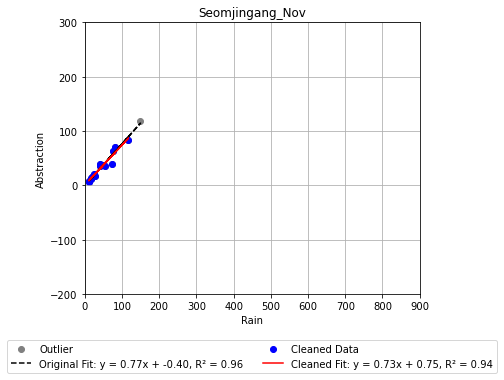 Seomjingang_Nov
300
200
100
0
−100
−200
Abstraction
0 100 200 300 400 500 600 700 800 900
Rain
Outlier Cleaned Data
Original Fit: y = 0.77x + -0.40, R² = 0.96 Cleaned Fit: y = 0.73x + 0.75, R² = 0.94